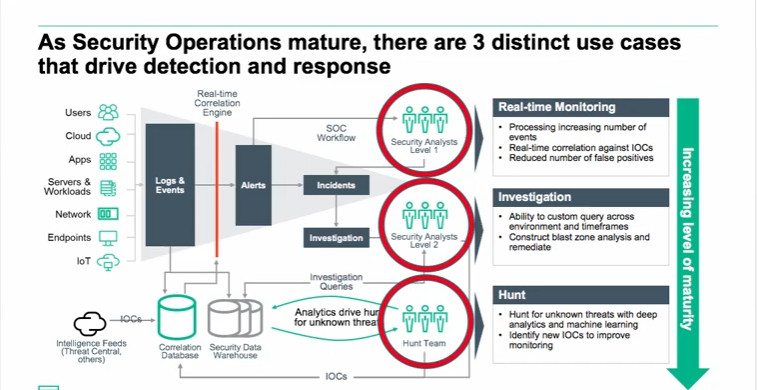 As Security Operations mature, there are 3 distinct use cases
that drive detection and response
Real-time
Correlation
Engine
Users
Cloud
Apps
Servers &
Workloads
Network
Endpoints
IoT
Logs &
Events
Alerts
SOC
Workflow
Incidents
Investigation
Security Analysts
Level 1
Security Analysts
Level 2
Investigation
Queries
Analytics drive hun
for unknown threat
Hunt Team
IOCs
Intelligence Feeds
(Threat Central,
others)
Correlation
Database
Security Data
Warehouse
IOCs
Real-time Monitoring
• Processing increasing number of
events
• Real-time correlation against IOCs
• Reduced number of false positives
Investigation
• Ability to custom query across
environment and timeframes
• Construct blast zone analysis and
remediate
Hunt
• Hunt for unknown threats with deep
analytics and machine learning
• Identify new IOCs to improve
monitoring
Increasing level of maturity